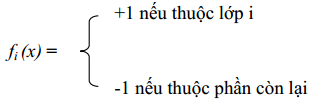 +1 nếu thuộc lớp i
fi (x) =
-1 nếu thuộc phần còn lại